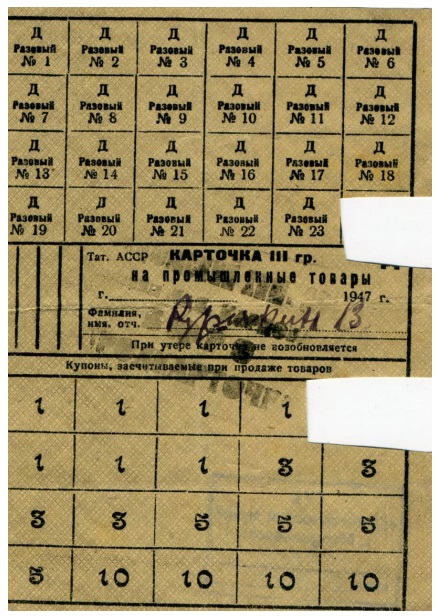 Д Д Д Д Д Д
Разовый Разовый Разовый Разовый Разовый Разовый
№ 1 № 2 № 3 № 4 № 5 № 6
Д Д Д Д Д Д
Разовый Разовый Разовый Разовый Разовый Разовый
№ 7 № 8 № 9 № 10 № 11 № 12
Д Д Д Д Д Д
Разовый Разовый Разовый Разовый Разовый Разовый
№ 13 № 14 № 15 № 16 № 17 № 18
Д Д Д Д Д
Разовый Разовый Разовый Разовый Разовый
№ 19 № 20 № 21 № 22 № 23
Тат. АССР КАРТОЧКА III гр.
на промышленные товары
г. 1947 г.
Фамилия,
имя. отч.
При утере карточка не возобновляется
Купоны, засчитываемые при продаже товаров
1 1 1 1
1 1 1 3 3
3 3 5 5 5
5 10 10 10 10